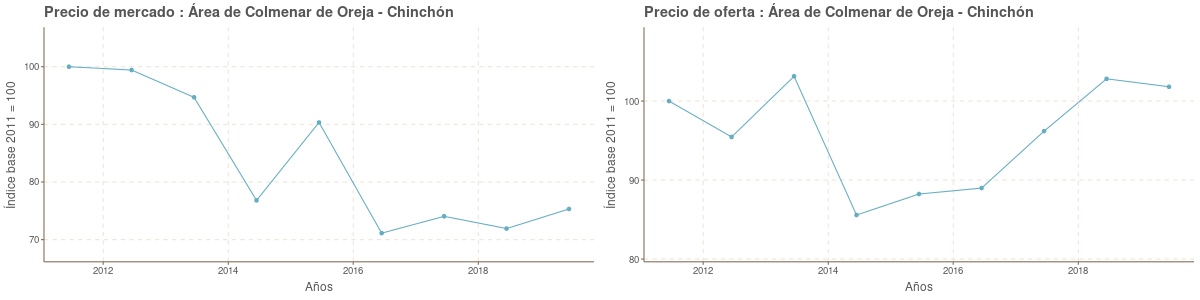 Precio de mercado : Área de Colmenar de Oreja - Chinchón
Índice base 2011 = 100
100
90
80
70
2012
2014
2016
2018
Años
Precio de oferta : Área de Colmenar de Oreja - Chinchón
Índice base 2011 = 100
100
90
80
2012
2014
2016
2018
Años